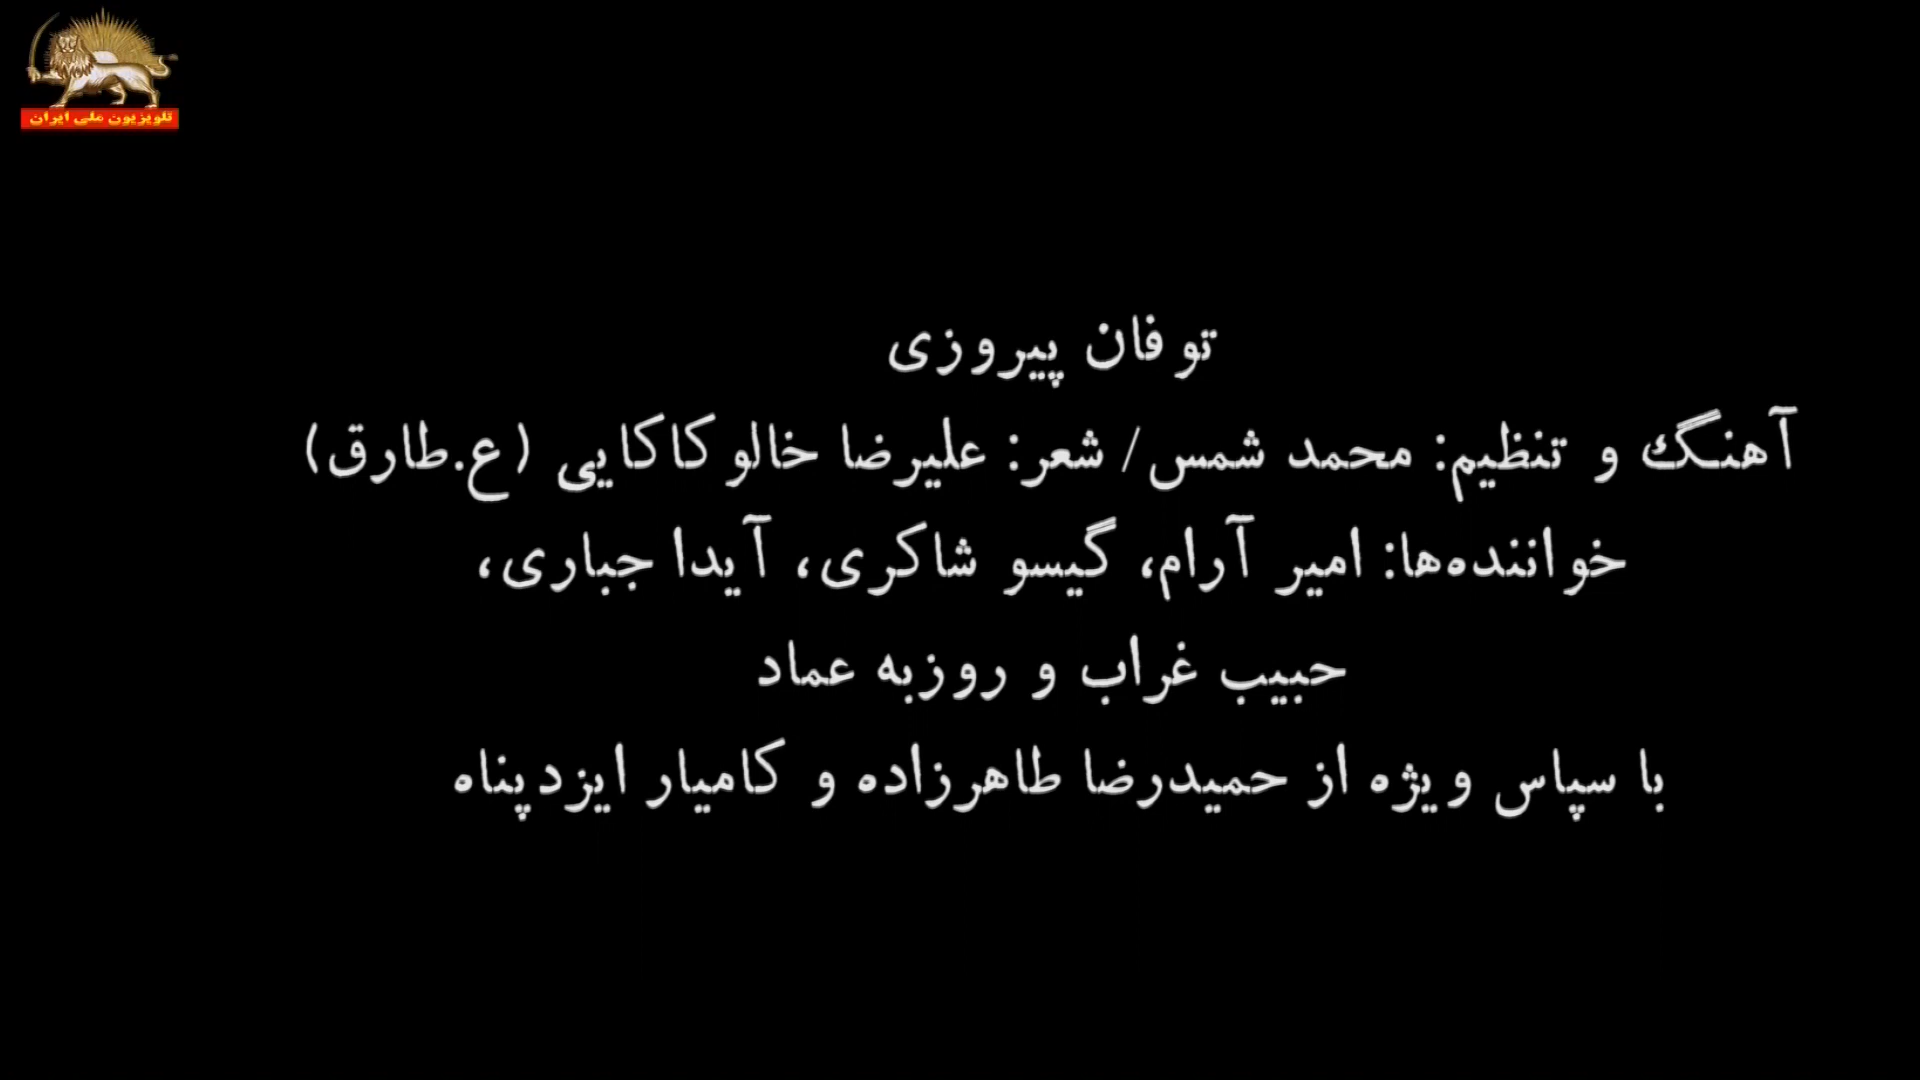 تلویزیون ملی ایران
توفان پیروزی
آهنگ و تنظیم: محمد شمس/ شعر: علیرضا خالوکاکایی (ع.طارق)
خواننده‌ها: امیر آرام، گیسو شاکری، آیدا جباری،
حبیب غراب و روزبه عماد
با سپاس ویژه از حمیدرضا طاهرزاده و کامیار ایزدپناه